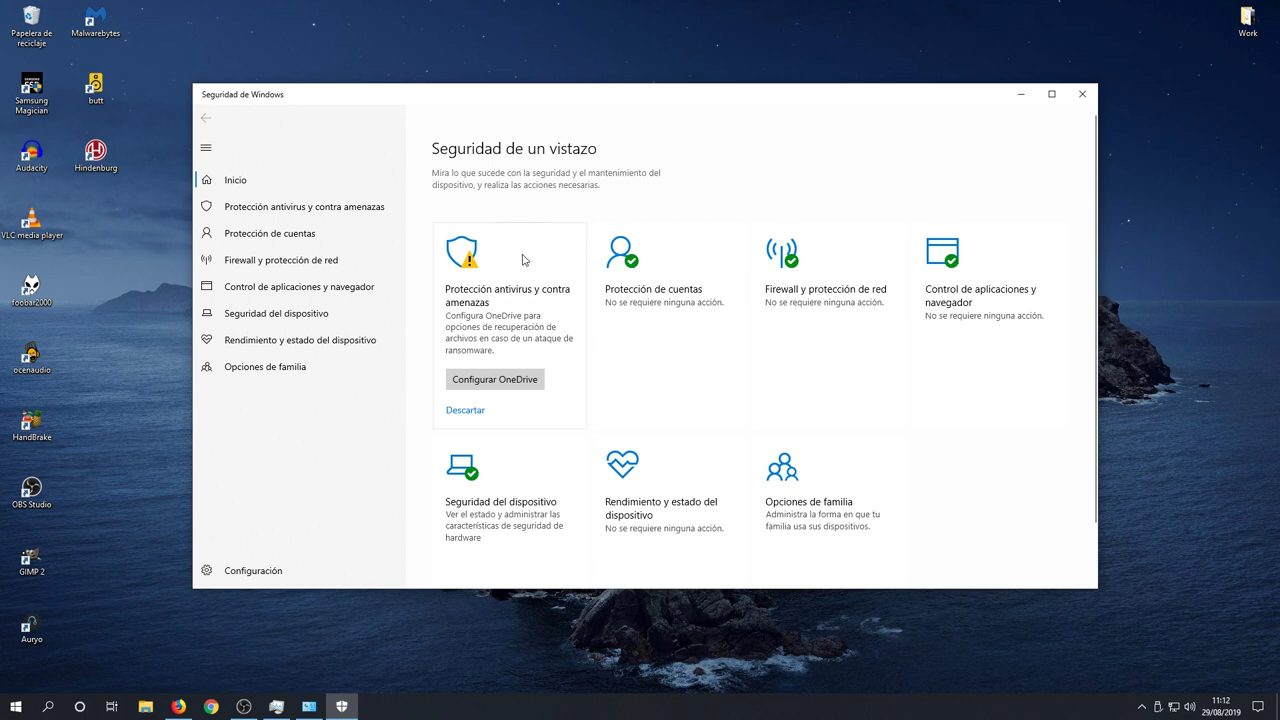 Papelera de
reciclaje
Malwarebytes
Work
Samsung
Magician
butt
Audacity
Hindenburg
VLC media player
foobar2000
ocenaudio
HandBrake
OBS Studio
GIMP 2
Auryo
Seguridad de Windows
Inicio
Protección antivirus y contra amenazas
Protección de cuentas
Firewall y protección de red
Control de aplicaciones y navegador
Seguridad del dispositivo
Rendimiento y estado del dispositivo
Opciones de familia
Configuración
Seguridad de un vistazo
Mira lo que sucede con la seguridad y el mantenimiento del
dispositivo, y realiza las acciones necesarias.
Protección antivirus y contra
amenazas
Configura OneDrive para
opciones de recuperación de
archivos en caso de un ataque de
ransomware.
Configurar OneDrive
Descartar
Protección de cuentas
No se requiere ninguna acción.
Firewall y protección de red
No se requiere ninguna acción.
Control de aplicaciones y
navegador
No se requiere ninguna acción.
Seguridad del dispositivo
Ver el estado y administrar las
características de seguridad de
hardware
Rendimiento y estado del
dispositivo
No se requiere ninguna acción.
Opciones de familia
Administra la forma en que tu
familia usa sus dispositivos.
11:12
29/08/2019